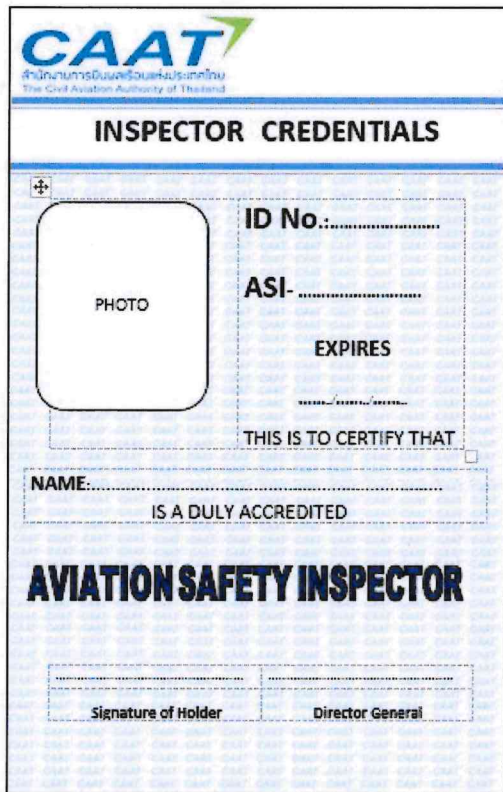 CAAT
สำนักงานการบินพลเรือนแห่งประเทศไทย
The Civil Aviation Authority of Thailand
INSPECTOR CREDENTIALS
PHOTO
ID No.:........................
ASI- ...........................
EXPIRES
......../......../........
THIS IS TO CERTIFY THAT
NAME:......................................................................
IS A DULY ACCREDITED
AVIATION SAFETY INSPECTOR
Signature of Holder
Director General